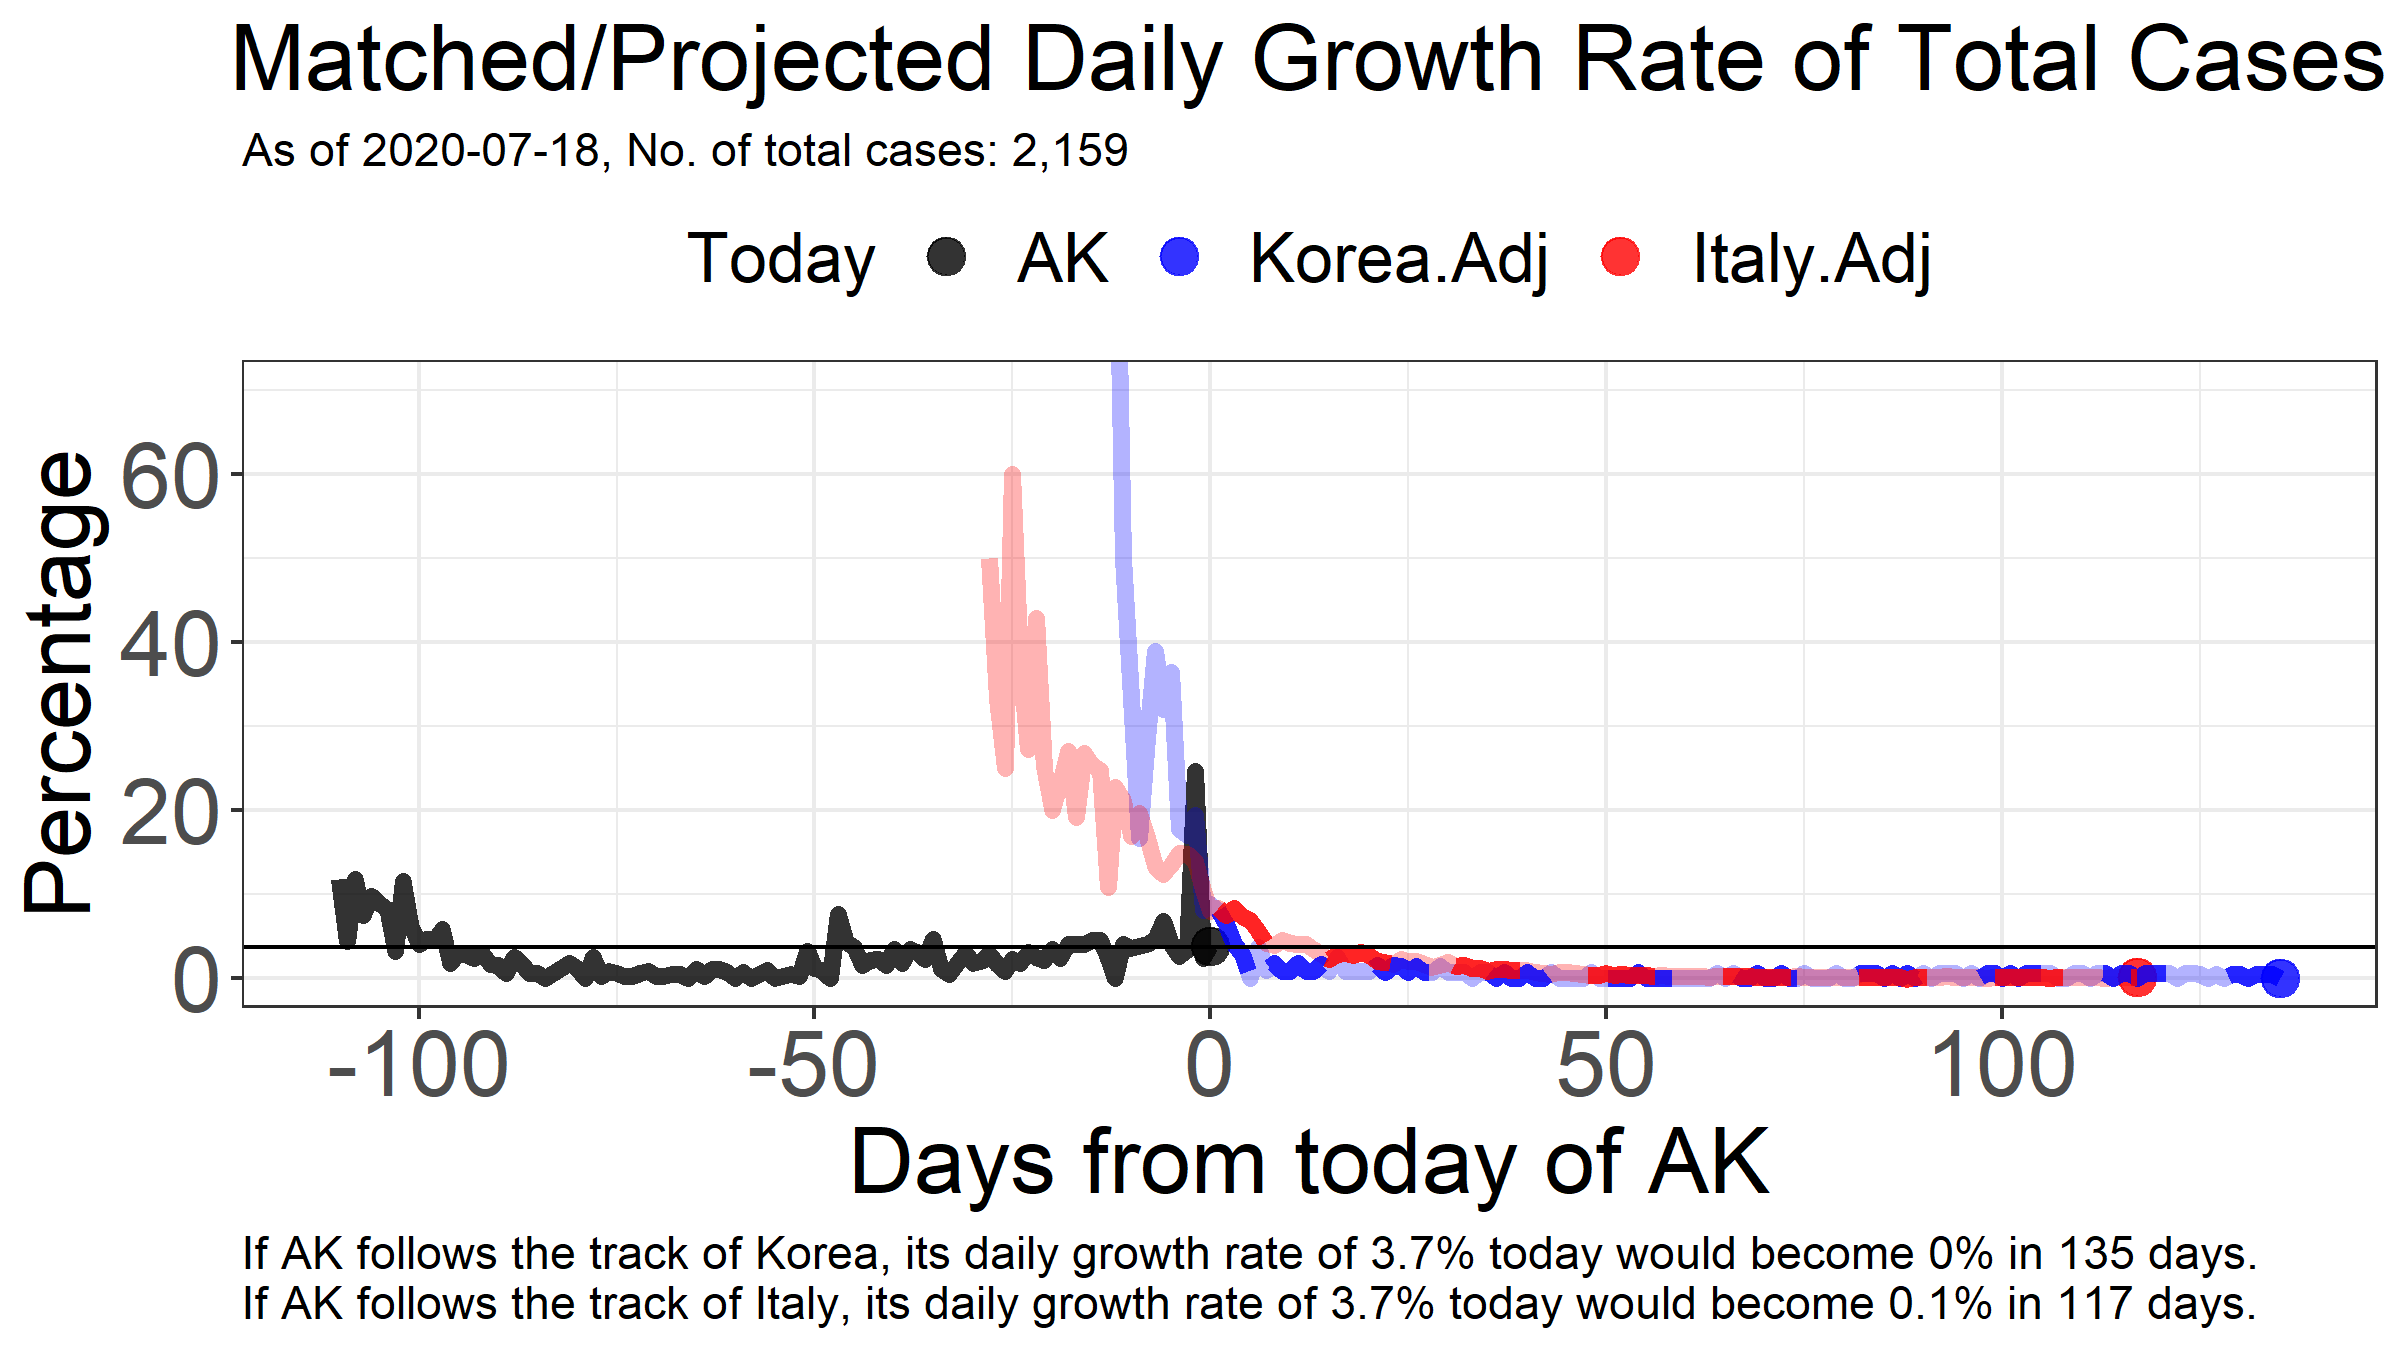 Matched/Projected Daily Growth Rate of Total Cases
As of 2020-07-18, No. of total cases: 2,159
Today AK Korea.Adj Italy.Adj
Percentage
60
40
20
0
-100 -50 0 50 100
Days from today of AK
If AK follows the track of Korea, its daily growth rate of 3.7% today would become 0% in 135 days.
If AK follows the track of Italy, its daily growth rate of 3.7% today would become 0.1% in 117 days.